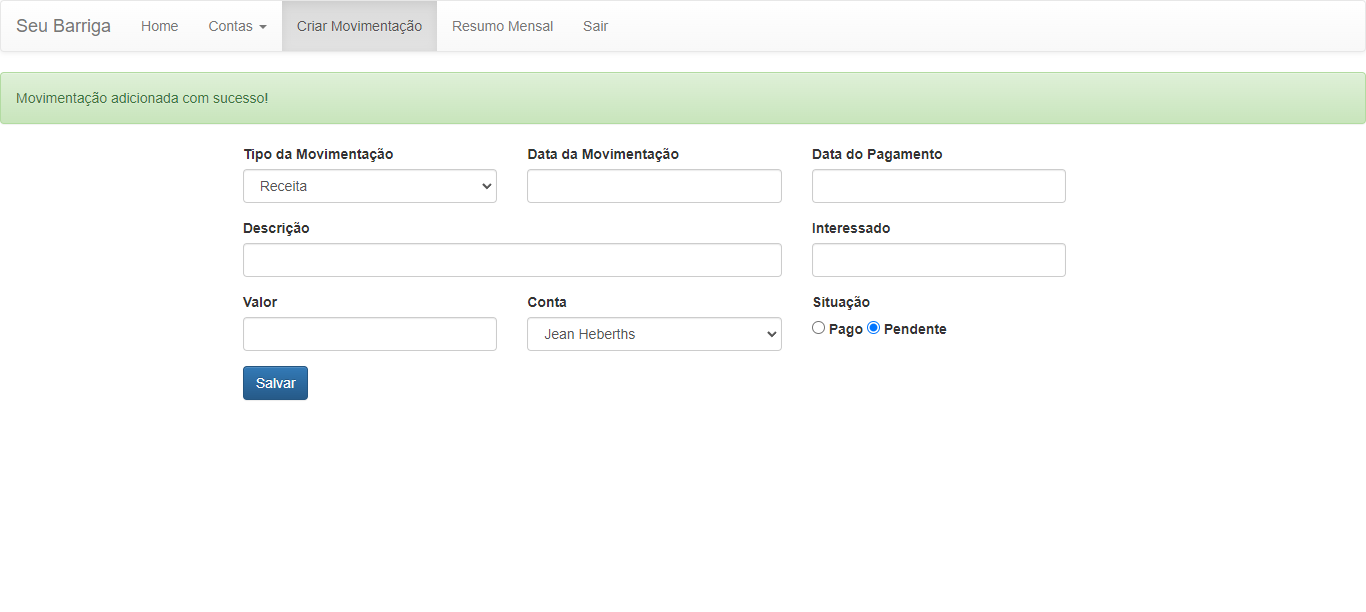 Seu Barriga Home Contas Criar Movimentação Resumo Mensal Sair
Movimentação adicionada com sucesso!
Tipo da Movimentação Data da Movimentação Data do Pagamento
Receita
Descrição Interessado
Valor Conta Situação
Jean Heberths Pago Pendente
Salvar